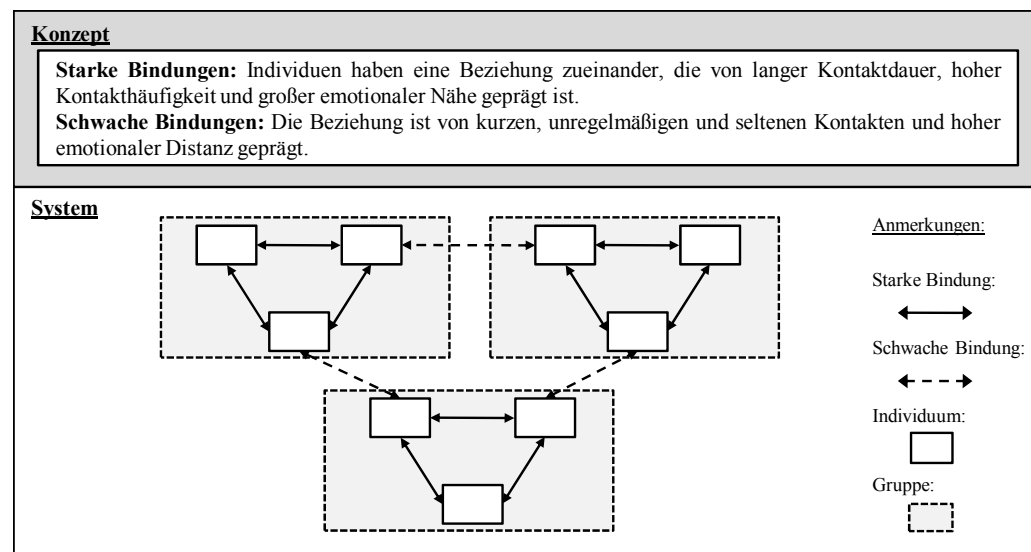 Konzept
Starke Bindungen: Individuen haben eine Beziehung zueinander, die von langer Kontaktdauer, hoher
Kontakthäufigkeit und großer emotionaler Nähe geprägt ist.
Schwache Bindungen: Die Beziehung ist von kurzen, unregelmäßigen und seltenen Kontakten und hoher
emotionaler Distanz geprägt.
System
Anmerkungen:
Starke Bindung:
Schwache Bindung:
Individuum:
Gruppe: